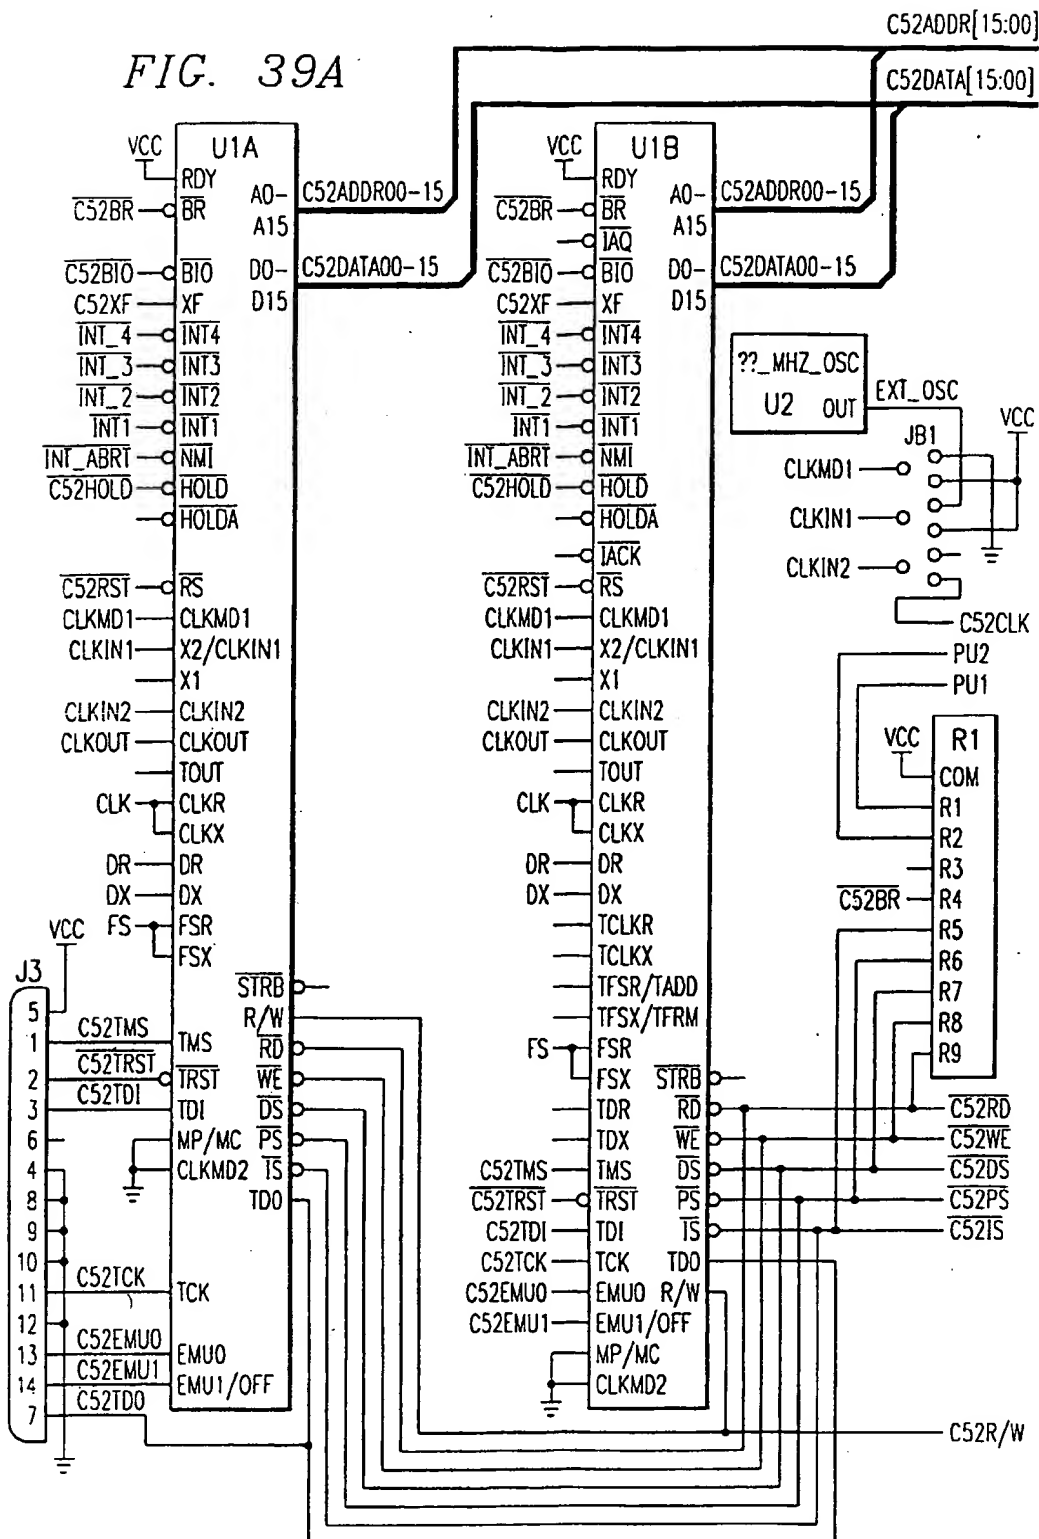 C52ADDR[15:00]
FIG. 39A
C52DATA[15:00]
VCC
U1A
RDY
A0-
A15
C52ADDR00-15
C52BR
BR
D0-
D15
C52DATA00-15
C52BIO
BIO
C52XF
XF
INT_4
INT4
INT_3
INT3
INT_2
INT2
INT1
INT1
INT_ABRT
NMI
C52HOLD
HOLD
HOLDA
C52RST
RS
CLKMD1
CLKMD1
CLKIN1
X2/CLKIN1
X1
CLKIN2
CLKIN2
CLKOUT
CLKOUT
TOUT
CLK
CLKR
CLKX
DR
DR
DX
DX
FS
FSR
FSX
STRB
R/W
RD
WE
DS
PS
IS
TDO
TMS
TRST
TDI
MP/MC
CLKMD2
TCK
EMU0
EMU1/OFF
VCC
J3
5
1
C52TMS
2
C52TRST
3
C52TDI
6
4
8
9
10
11
C52TCK
12
13
C52EMU0
14
C52EMU1
7
C52TDO
VCC
U1B
RDY
A0-
A15
C52ADDR00-15
C52BR
BR
IAQ
D0-
D15
C52DATA00-15
C52BIO
BIO
C52XF
XF
INT_4
INT4
INT_3
INT3
INT_2
INT2
INT1
INT1
INT_ABRT
NMI
C52HOLD
HOLD
HOLDA
IACK
C52RST
RS
CLKMD1
CLKMD1
CLKIN1
X2/CLKIN1
X1
CLKIN2
CLKIN2
CLKOUT
CLKOUT
TOUT
CLK
CLKR
CLKX
DR
DR
DX
DX
TCLKR
TCLKX
TFSR/TADD
TFSX/TFRM
FS
FSR
FSX
STRB
TDR
RD
TDX
WE
C52TMS
TMS
DS
C52TRST
TRST
PS
C52TDI
TDI
IS
C52TCK
TCK
TDO
C52EMU0
EMU0
R/W
C52EMU1
EMU1/OFF
MP/MC
CLKMD2
??_MHZ_OSC
U2
OUT
EXT_OSC
JB1
VCC
CLKMD1
CLKIN1
CLKIN2
C52CLK
PU2
PU1
VCC
R1
COM
R1
R2
R3
C52BR
R4
R5
R6
R7
R8
R9
C52RD
C52WE
C52DS
C52PS
C52IS
C52R/W